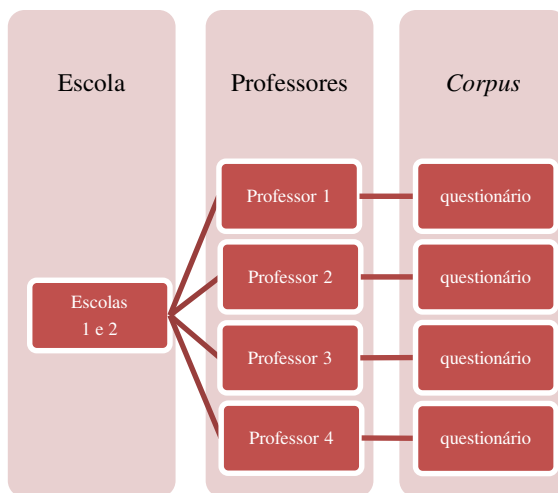 Escola
Professores
Corpus
Professor 1
questionário
Professor 2
questionário
Escolas
1 e 2
Professor 3
questionário
Professor 4
questionário